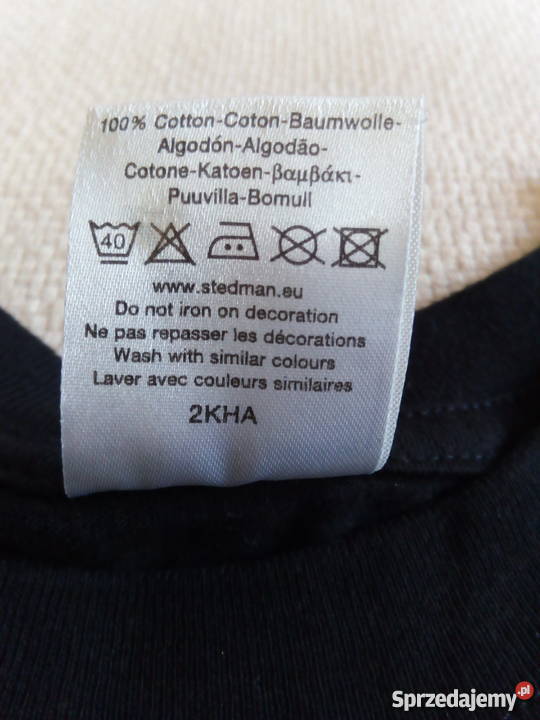 100% Cotton-Coton-Baumwolle-
Algodón-Algodão-
Cotone-Katoen-βαμβάκι-
Puuvilla-Bomull
40
www.stedman.eu
Do not iron on decoration
Ne pas repasser les décorations
Wash with similar colours
Laver avec couleurs similaires
2KHA
Sprzedajemy.pl